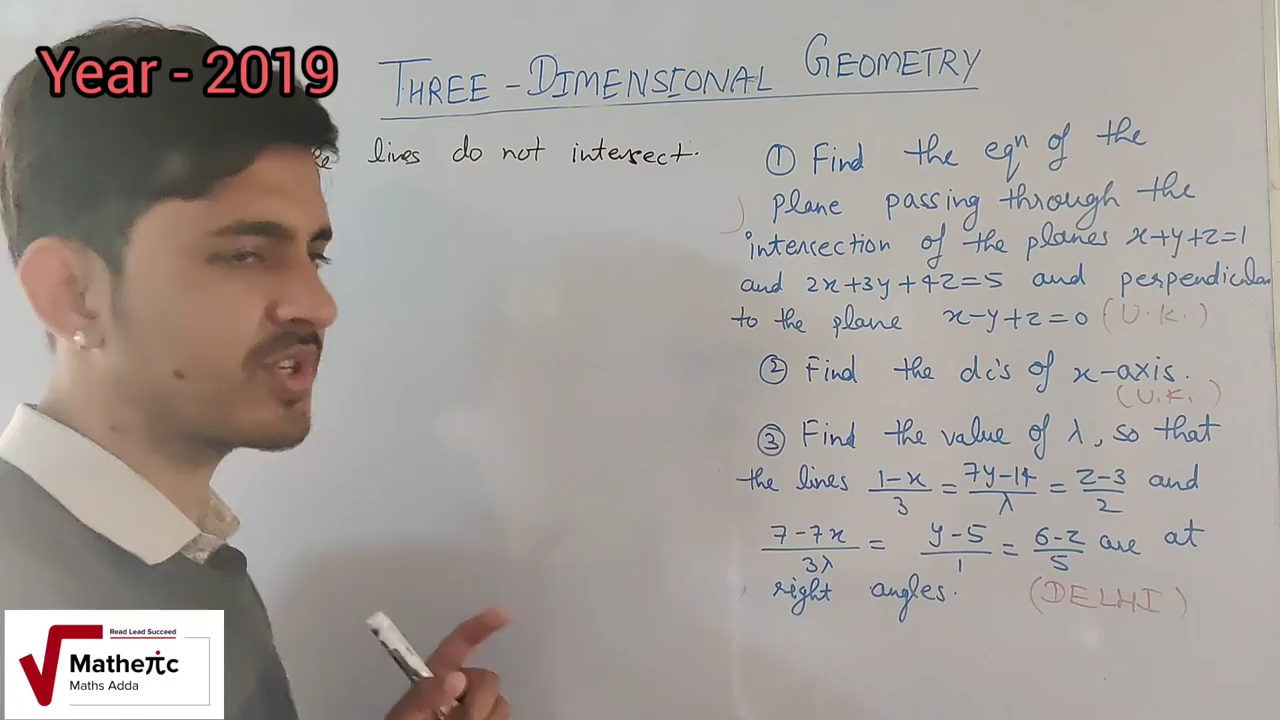 Year - 2019
THREE - DIMENSIONAL GEOMETRY
lines do not intersect.
① Find the eqn of the
plane passing through the
intersection of the planes x+y+z=1
and 2x+3y+4z=5 and perpendicular
to the plane x-y+z=0 (U.K.)
② Find the dc's of x-axis.
(U.K.)
③ Find the value of λ, so that
the lines (1-x)/3 = (7y-14)/λ = (z-3)/2 and
(7-7x)/3λ = (y-5)/1 = (6-z)/5 are at
right angles. (DELHI)
Read Lead Succeed
Matheπc
Maths Adda